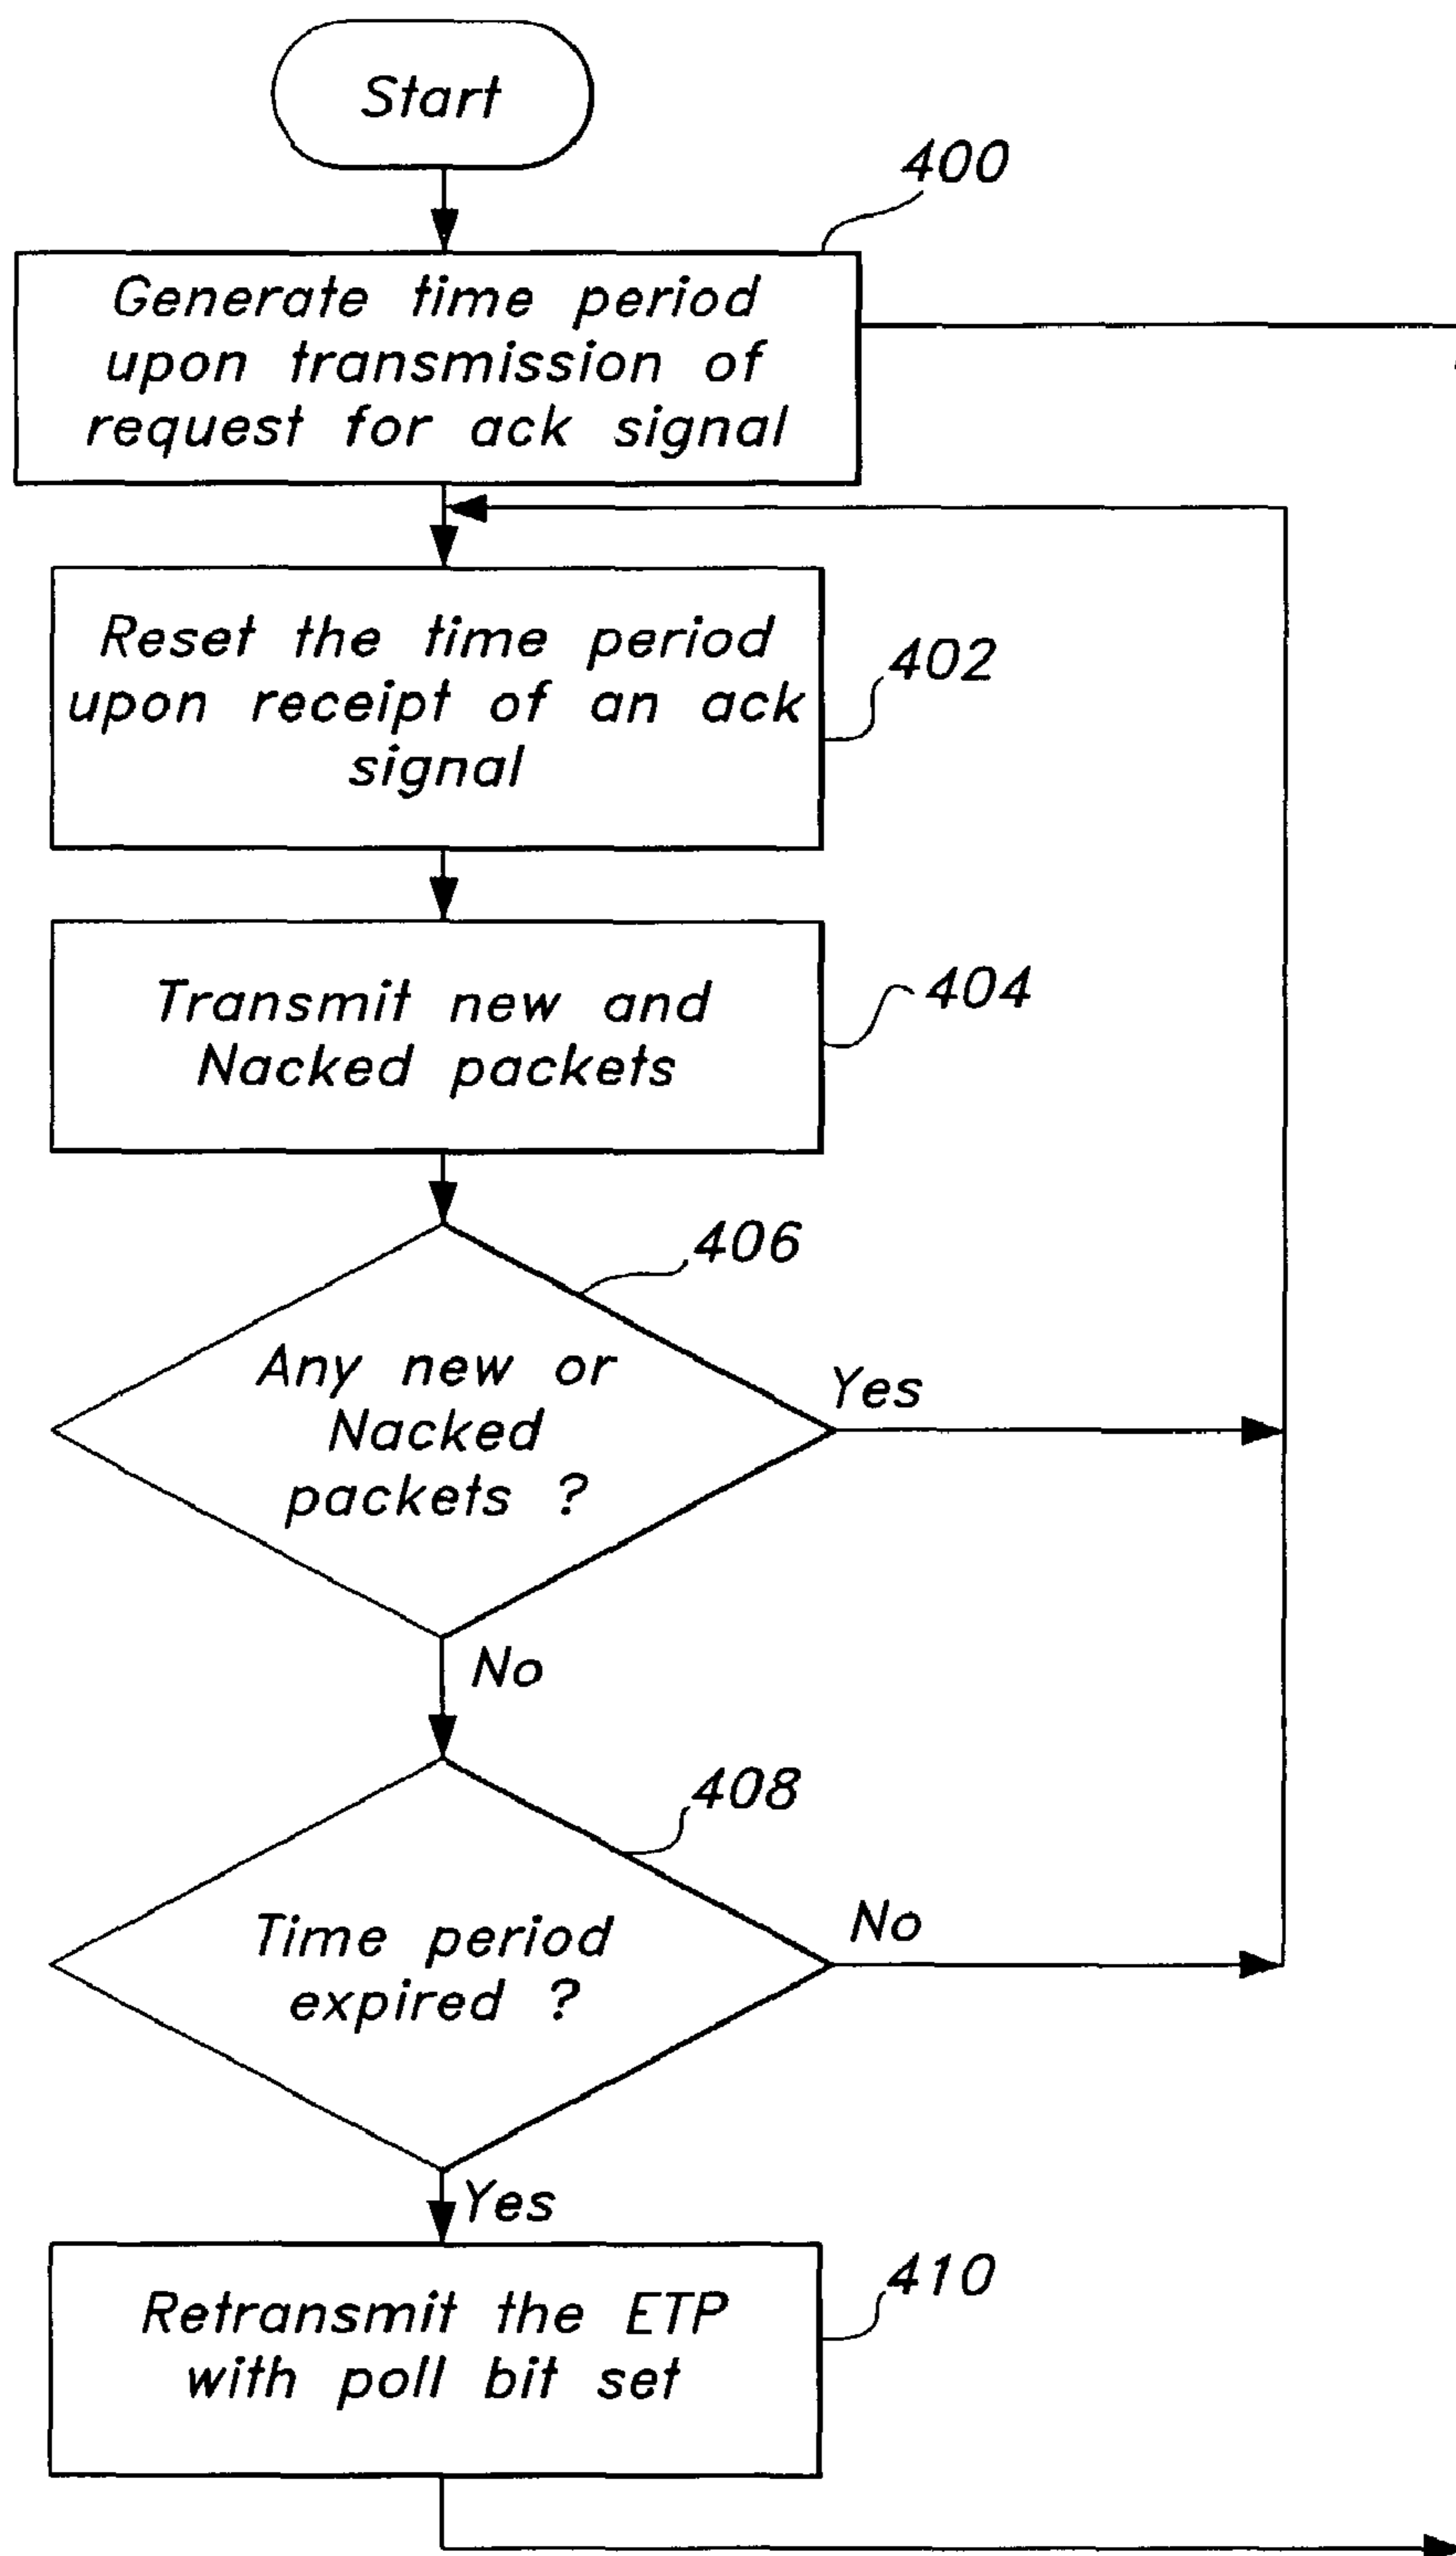 Start
400
Generate time period
upon transmission of
request for ack signal
Reset the time period
upon receipt of an ack
signal
402
Transmit new and
Nacked packets
404
406
Any new or
Nacked
packets ?
Yes
No
408
Time period
expired ?
No
Yes
410
Retransmit the ETP
with poll bit set